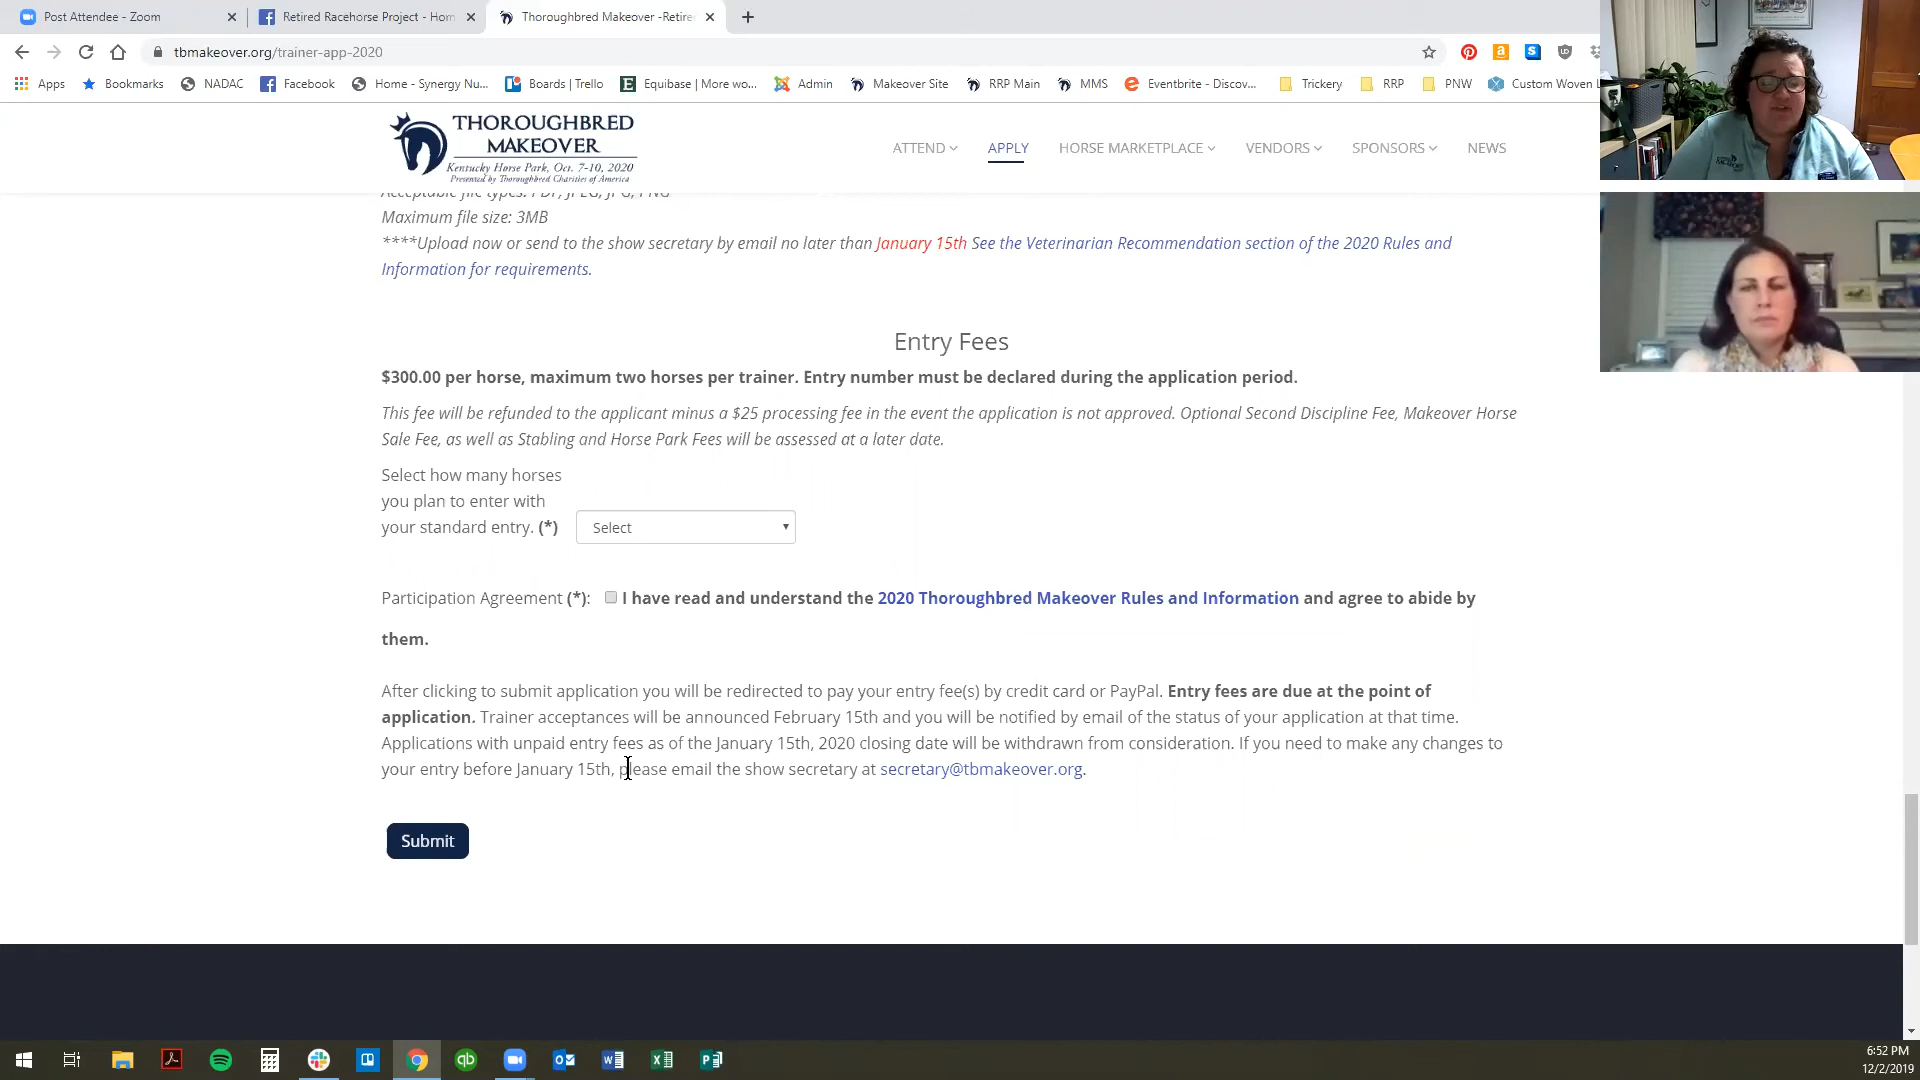 Post Attendee - Zoom
Retired Racehorse Project - Hom
Thoroughbred Makeover -Retire
tbmakeover.org/trainer-app-2020
Apps
Bookmarks
NADAC
Facebook
Home - Synergy Nu...
Boards | Trello
Equibase | More wo...
Admin
Makeover Site
RRP Main
MMS
Eventbrite - Discov...
Trickery
RRP
PNW
Custom Woven L
THOROUGHBRED
MAKEOVER
Kentucky Horse Park, Oct. 7-10, 2020
Presented by Thoroughbred Charities of America
ATTEND
APPLY
HORSE MARKETPLACE
VENDORS
SPONSORS
NEWS
Acceptable file types: PDF, JPEG, JPG, PNG
Maximum file size: 3MB
****Upload now or send to the show secretary by email no later than January 15th See the Veterinarian Recommendation section of the 2020 Rules and
Information for requirements.
Entry Fees
$300.00 per horse, maximum two horses per trainer. Entry number must be declared during the application period.
This fee will be refunded to the applicant minus a $25 processing fee in the event the application is not approved. Optional Second Discipline Fee, Makeover Horse
Sale Fee, as well as Stabling and Horse Park Fees will be assessed at a later date.
Select how many horses
you plan to enter with
your standard entry. (*)
Select
Participation Agreement (*):
I have read and understand the 2020 Thoroughbred Makeover Rules and Information and agree to abide by
them.
After clicking to submit application you will be redirected to pay your entry fee(s) by credit card or PayPal. Entry fees are due at the point of
application. Trainer acceptances will be announced February 15th and you will be notified by email of the status of your application at that time.
Applications with unpaid entry fees as of the January 15th, 2020 closing date will be withdrawn from consideration. If you need to make any changes to
your entry before January 15th, please email the show secretary at secretary@tbmakeover.org.
Submit
6:52 PM
12/2/2019